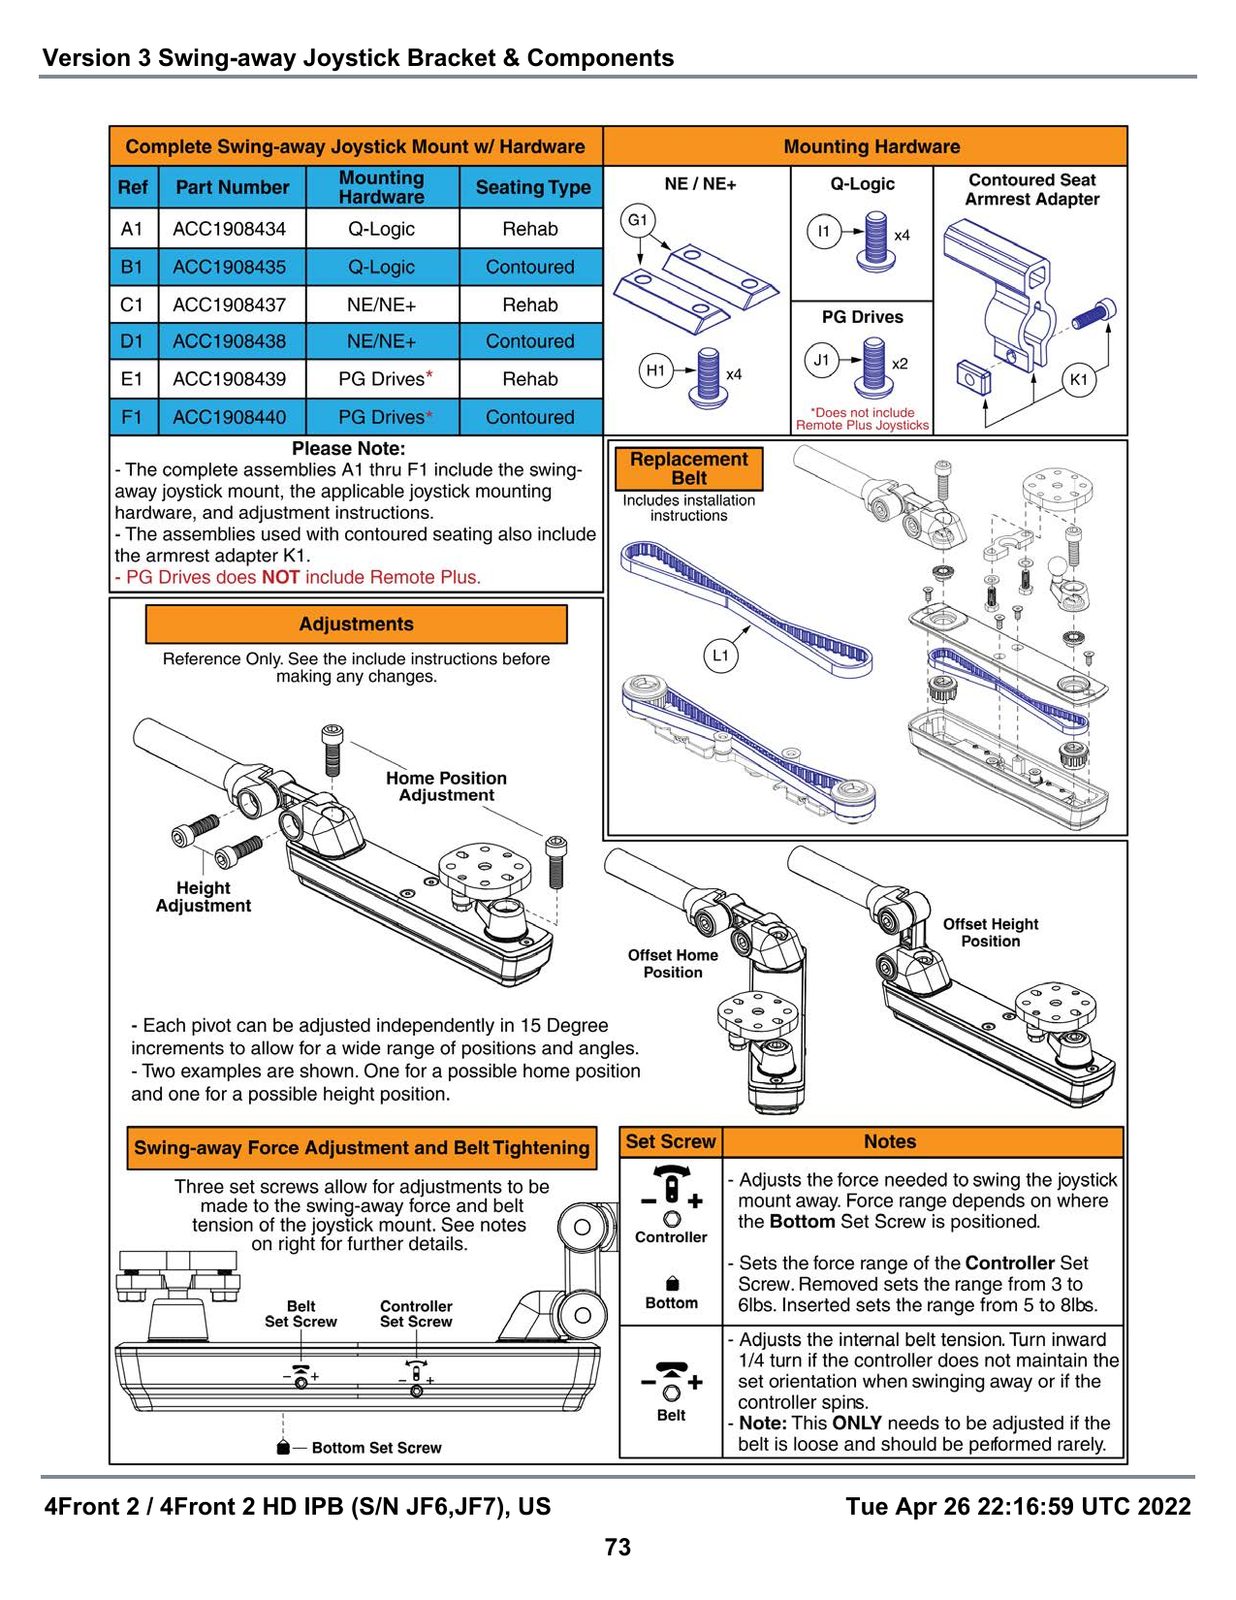 Version 3 Swing-away Joystick Bracket & Components
Complete Swing-away Joystick Mount w/ Hardware
Ref Part Number Mounting Hardware Seating Type
A1 ACC1908434 Q-Logic Rehab
B1 ACC1908435 Q-Logic Contoured
C1 ACC1908437 NE/NE+ Rehab
D1 ACC1908438 NE/NE+ Contoured
E1 ACC1908439 PG Drives* Rehab
F1 ACC1908440 PG Drives* Contoured
Please Note:
- The complete assemblies A1 thru F1 include the swing-
away joystick mount, the applicable joystick mounting
hardware, and adjustment instructions.
- The assemblies used with contoured seating also include
the armrest adapter K1.
- PG Drives does NOT include Remote Plus.
Mounting Hardware
NE / NE+
G1
H1
x4
Q-Logic
I1
x4
PG Drives
J1
x2
*Does not include
Remote Plus Joysticks
Contoured Seat
Armrest Adapter
K1
Replacement
Belt
Includes installation
instructions
L1
Adjustments
Reference Only. See the include instructions before
making any changes.
Home Position
Adjustment
Height
Adjustment
Offset Home
Position
Offset Height
Position
- Each pivot can be adjusted independently in 15 Degree
increments to allow for a wide range of positions and angles.
- Two examples are shown. One for a possible home position
and one for a possible height position.
Swing-away Force Adjustment and Belt Tightening
Three set screws allow for adjustments to be
made to the swing-away force and belt
tension of the joystick mount. See notes
on right for further details.
Belt
Set Screw
Controller
Set Screw
- +
- +
Bottom Set Screw
Set Screw Notes
- +
Controller
- Adjusts the force needed to swing the joystick
mount away. Force range depends on where
the Bottom Set Screw is positioned.
Bottom
- Sets the force range of the Controller Set
Screw. Removed sets the range from 3 to
6lbs. Inserted sets the range from 5 to 8lbs.
- +
Belt
- Adjusts the internal belt tension. Turn inward
1/4 turn if the controller does not maintain the
set orientation when swinging away or if the
controller spins.
- Note: This ONLY needs to be adjusted if the
belt is loose and should be performed rarely.
4Front 2 / 4Front 2 HD IPB (S/N JF6,JF7), US
Tue Apr 26 22:16:59 UTC 2022
73